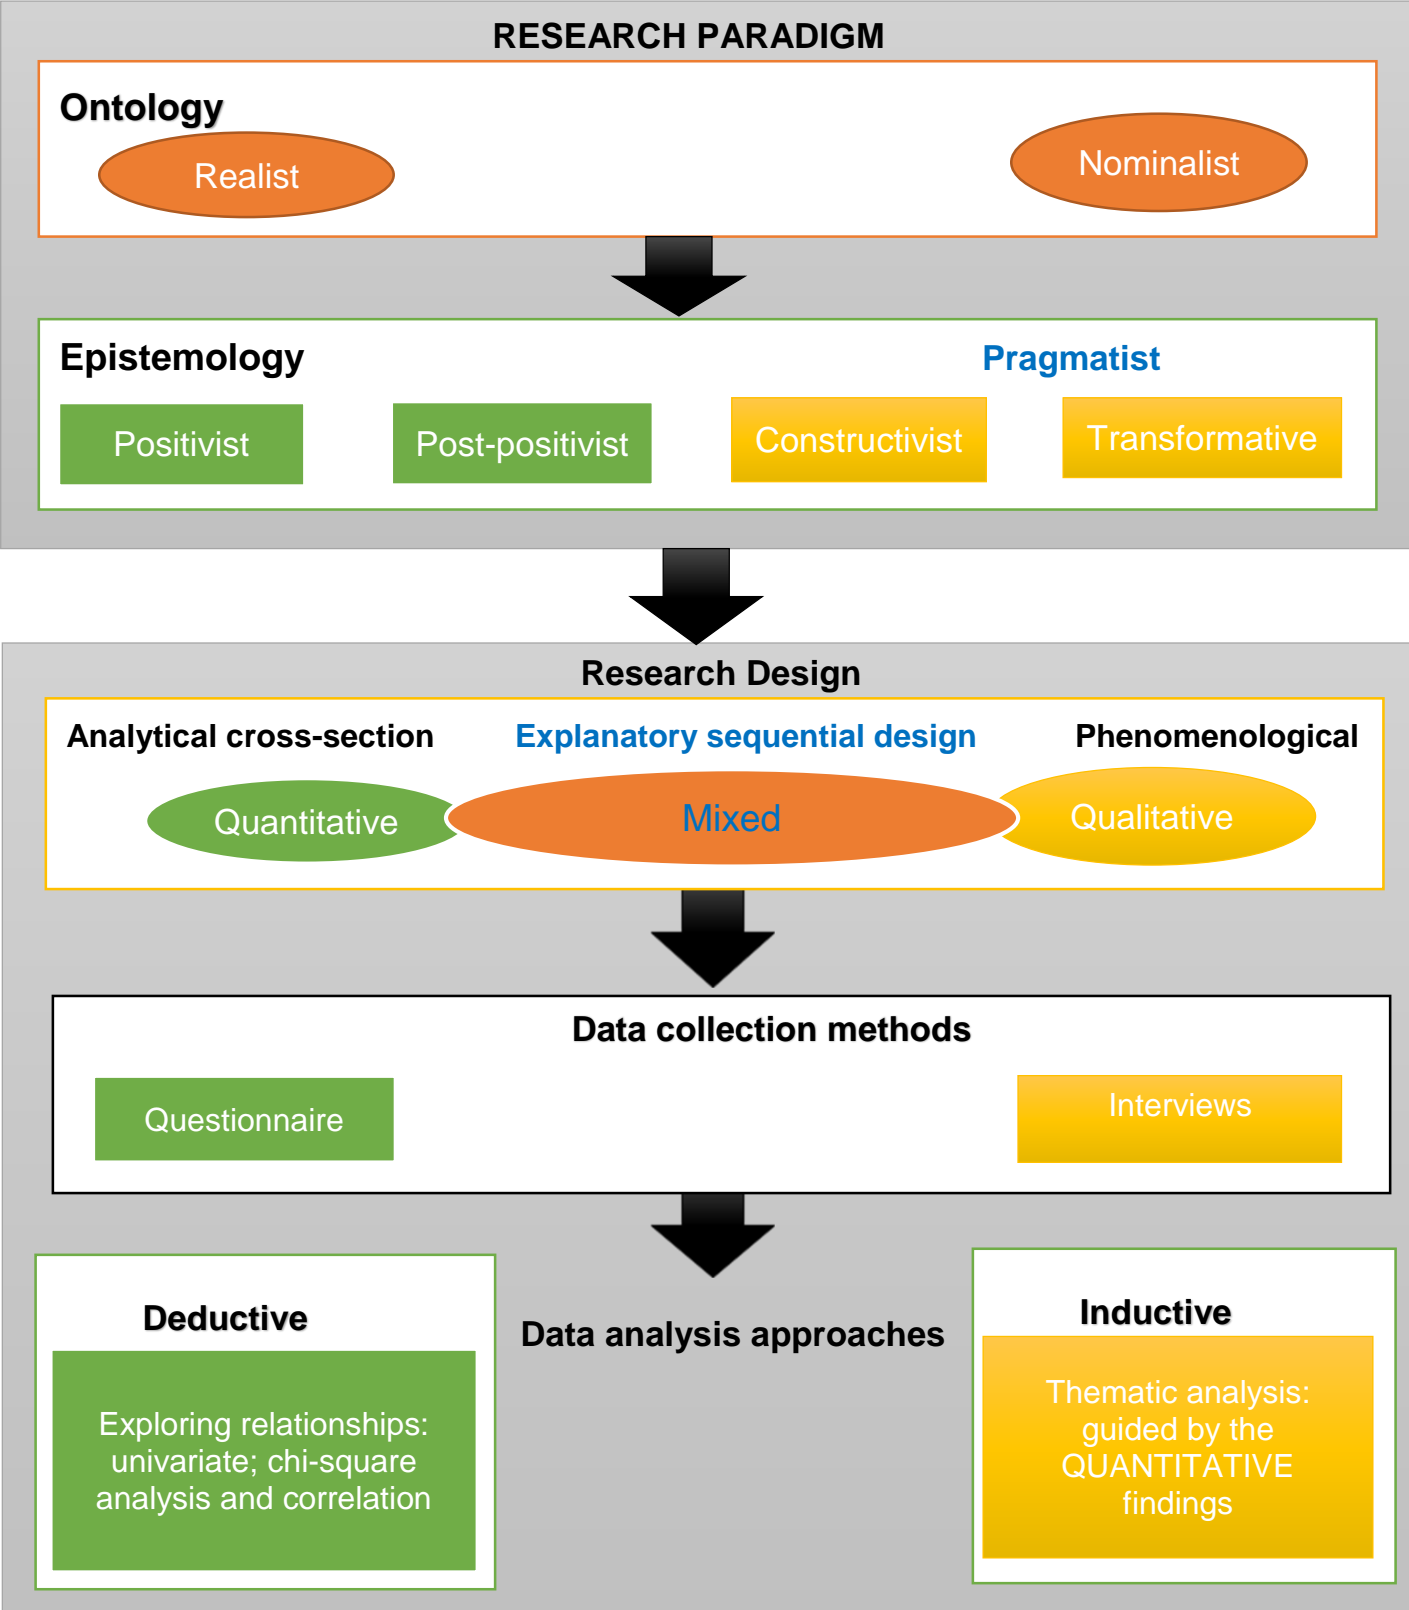 RESEARCH PARADIGM
Ontology
Realist
Nominalist
Epistemology
Pragmatist
Positivist
Post-positivist
Constructivist
Transformative
Research Design
Analytical cross-section
Explanatory sequential design
Phenomenological
Quantitative
Mixed
Qualitative
Data collection methods
Questionnaire
Interviews
Deductive
Exploring relationships:
univariate; chi-square
analysis and correlation
Data analysis approaches
Inductive
Thematic analysis:
guided by the
QUANTITATIVE
findings